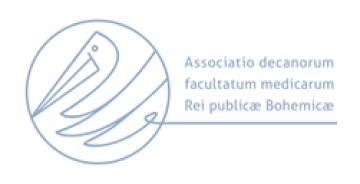 Associatio decanorum
facultatum medicarum
Rei publicæ Bohemicæ